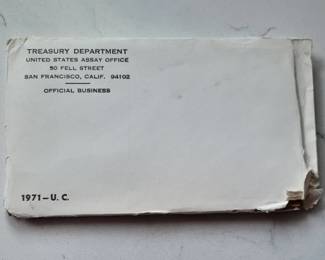 TREASURY DEPARTMENT
UNITED STATES ASSAY OFFICE
50 FELL STREET
SAN FRANCISCO, CALIF. 94102
OFFICIAL BUSINESS
1971-U. C.